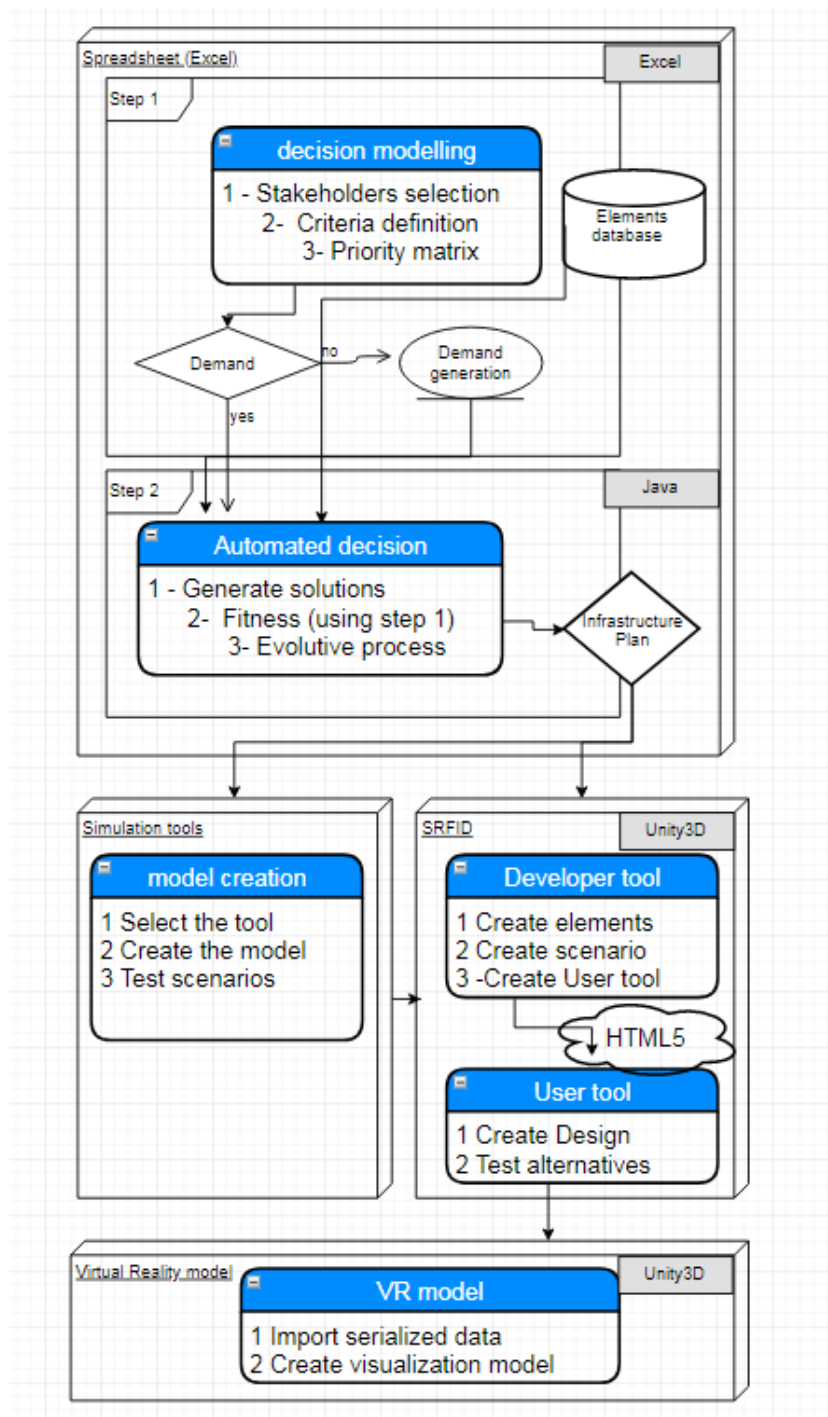 Spreadsheet (Excel)
Excel
Step 1
decision modelling
1 - Stakeholders selection
2- Criteria definition
3- Priority matrix
Elements
database
Demand
no
Demand
generation
yes
Step 2
Java
Automated decision
1 - Generate solutions
2- Fitness (using step 1)
3- Evolutive process
Infrastructure
Plan
Simulation tools
model creation
1 Select the tool
2 Create the model
3 Test scenarios
SRFID
Unity3D
Developer tool
1 Create elements
2 Create scenario
3 -Create User tool
HTML5
User tool
1 Create Design
2 Test alternatives
Virtual Reality model
Unity3D
VR model
1 Import serialized data
2 Create visualization model